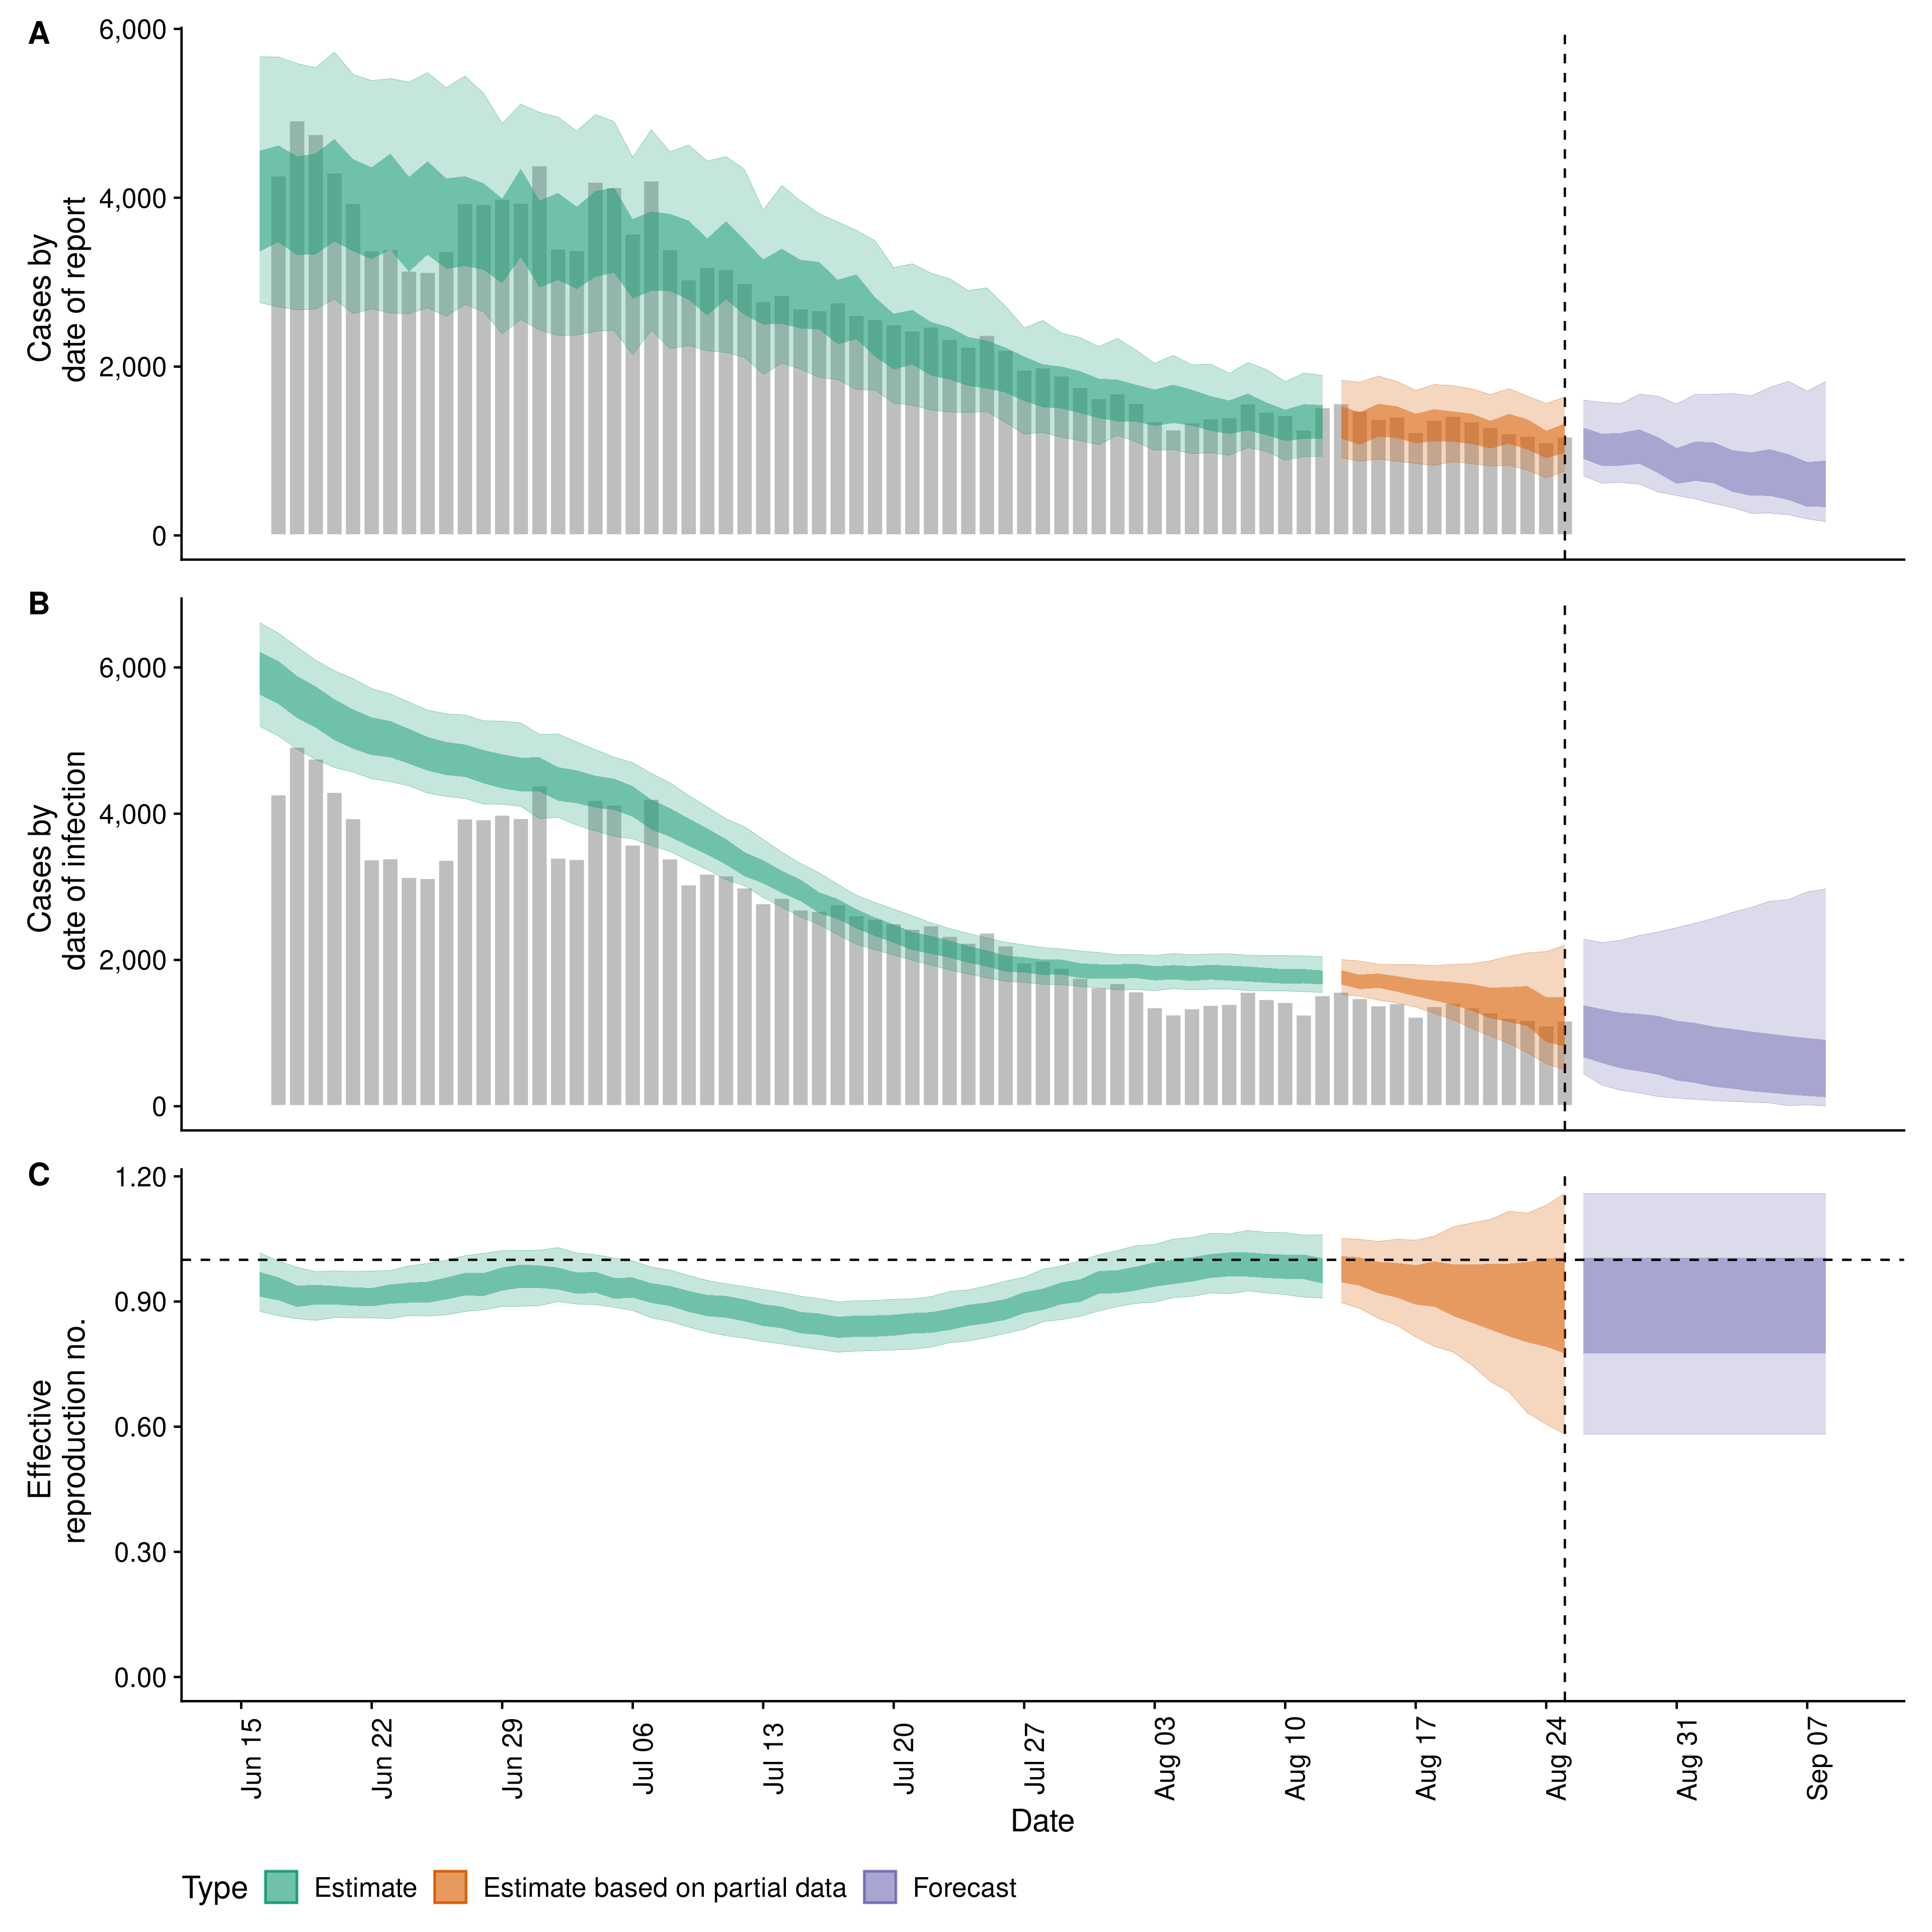 A
Cases by
date of report
6,000
4,000
2,000
0
B
Cases by
date of infection
6,000
4,000
2,000
0
C
Effective
reproduction no.
1.20
0.90
0.60
0.30
0.00
Jun 15
Jun 22
Jun 29
Jul 06
Jul 13
Jul 20
Jul 27
Aug 03
Aug 10
Aug 17
Aug 24
Aug 31
Sep 07
Date
Type Estimate Estimate based on partial data Forecast